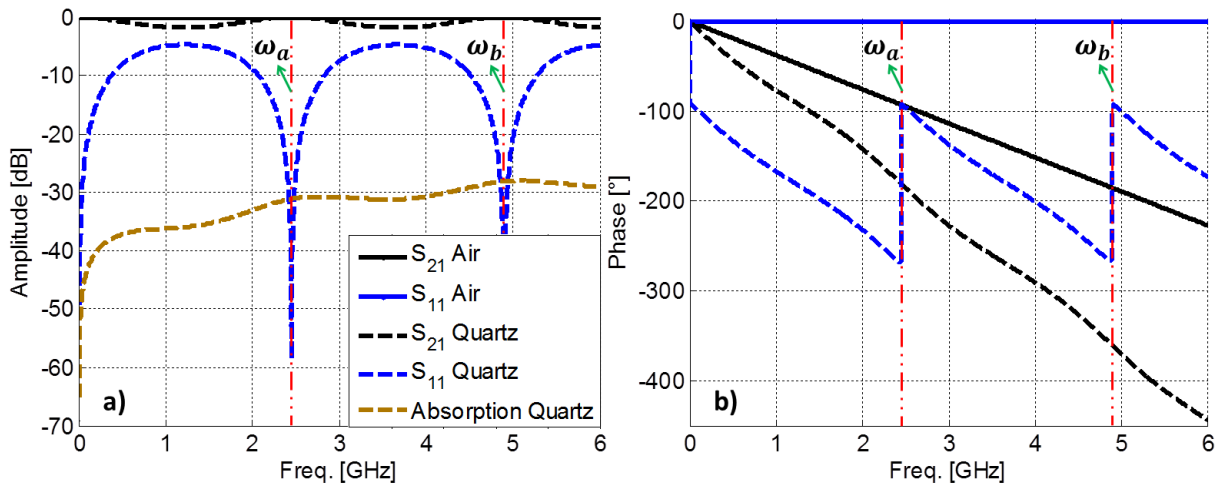 0
-10
-20
-30
-40
-50
-60
-70
Amplitude [dB]
ωa
ωb
S21 Air
S11 Air
S21 Quartz
S11 Quartz
Absorption Quartz
a)
0 1 2 3 4 5 6
Freq. [GHz]
0
-100
-200
-300
-400
Phase [°]
ωa
ωb
b)
0 1 2 3 4 5 6
Freq. [GHz]